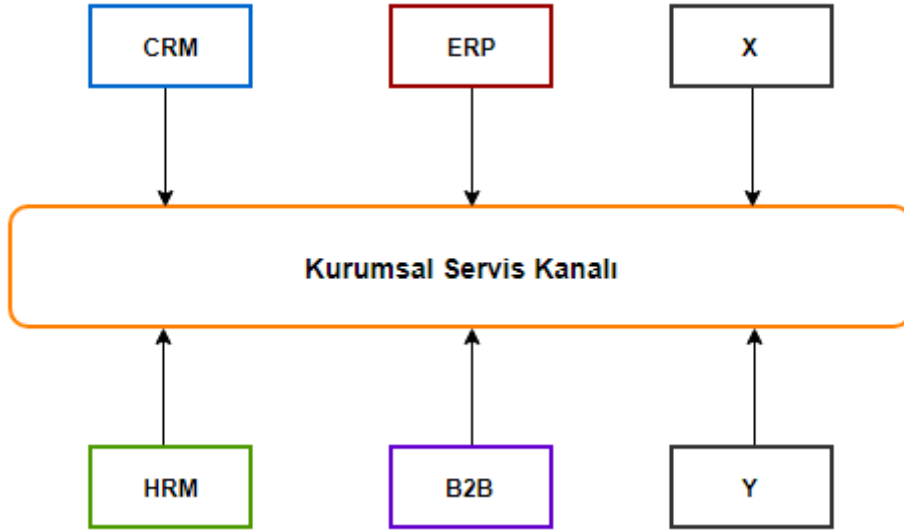 CRM
ERP
X
Kurumsal Servis Kanalı
HRM
B2B
Y